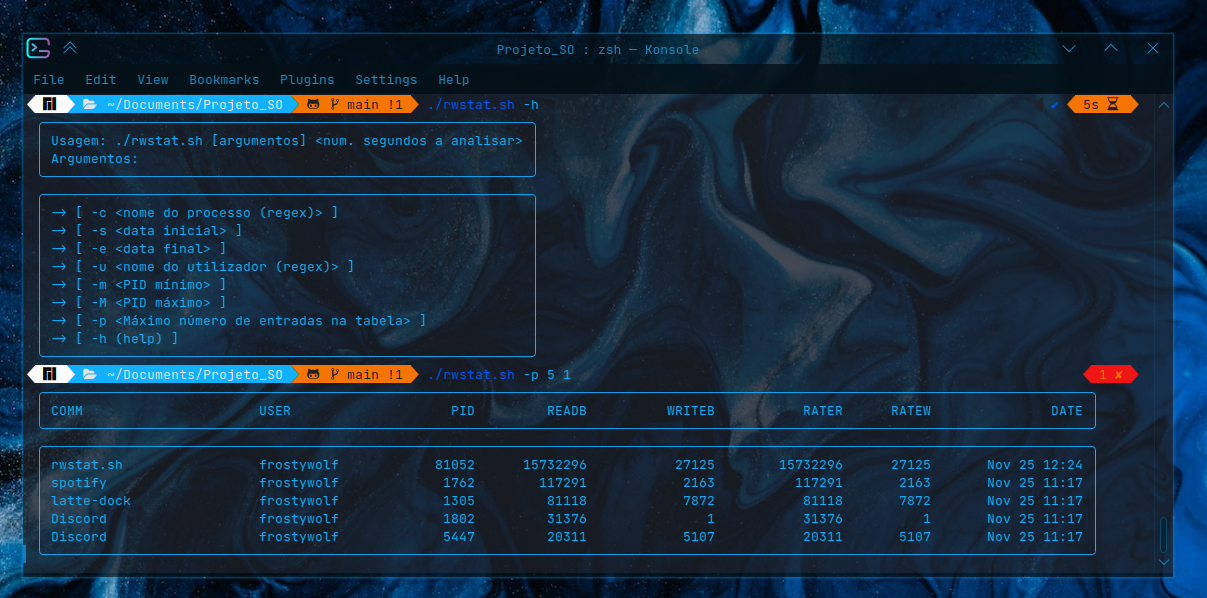 Projeto_SO : zsh — Konsole
File Edit View Bookmarks Plugins Settings Help
~/Documents/Projeto_SO main !1 ./rwstat.sh -h ✔ 5s
Usagem: ./rwstat.sh [argumentos] <num. segundos a analisar>
Argumentos:
→ [ -c <nome do processo (regex)> ]
→ [ -s <data inicial> ]
→ [ -e <data final> ]
→ [ -u <nome do utilizador (regex)> ]
→ [ -m <PID mínimo> ]
→ [ -M <PID máximo> ]
→ [ -p <Máximo número de entradas na tabela> ]
→ [ -h (help) ]
~/Documents/Projeto_SO main !1 ./rwstat.sh -p 5 1 1 ✘
COMM USER PID READB WRITEB RATER RATEW DATE
rwstat.sh frostywolf 81052 15732296 27125 15732296 27125 Nov 25 12:24
spotify frostywolf 1762 117291 2163 117291 2163 Nov 25 11:17
latte-dock frostywolf 1305 81118 7872 81118 7872 Nov 25 11:17
Discord frostywolf 1802 31376 1 31376 1 Nov 25 11:17
Discord frostywolf 5447 20311 5107 20311 5107 Nov 25 11:17